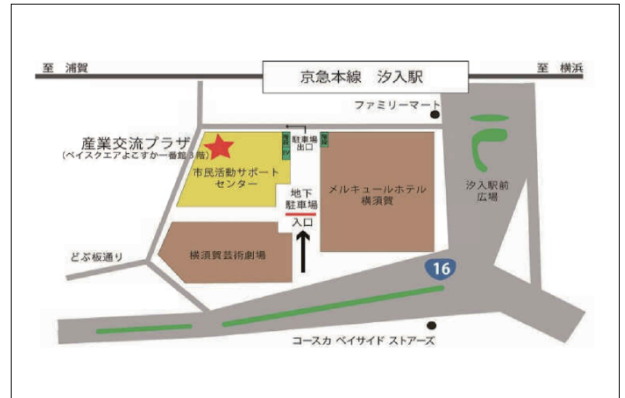 至 浦賀
京急本線 汐入駅
至 横浜
ファミリーマート
産業交流プラザ
(ベイスクエアよこすか一番館3階)
市民活動サポート
センター
駐車場
出口
地下
駐車場
入口
メルキュールホテル
横須賀
汐入駅前
広場
横須賀芸術劇場
どぶ板通り
16
コースカ ベイサイド ストアーズ